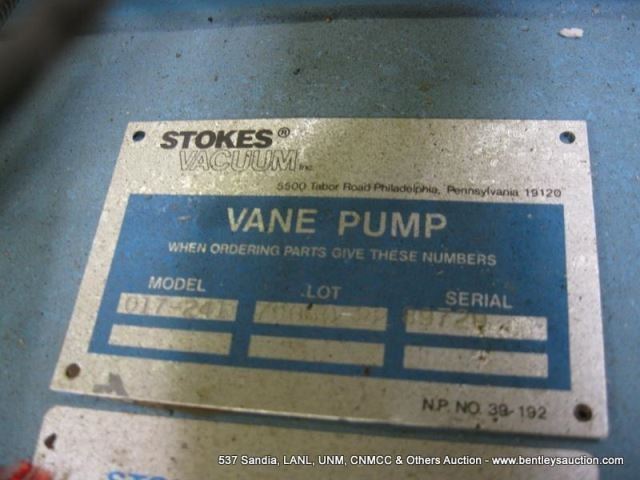 STOKES®
VACUUM Inc.
5500 Tabor Road Philadelphia, Pennsylvania 19120
VANE PUMP
WHEN ORDERING PARTS GIVE THESE NUMBERS
MODEL LOT SERIAL
017-241
N.P. NO. 39-192
537 Sandia, LANL, UNM, CNMCC & Others Auction - www.bentleysauction.com